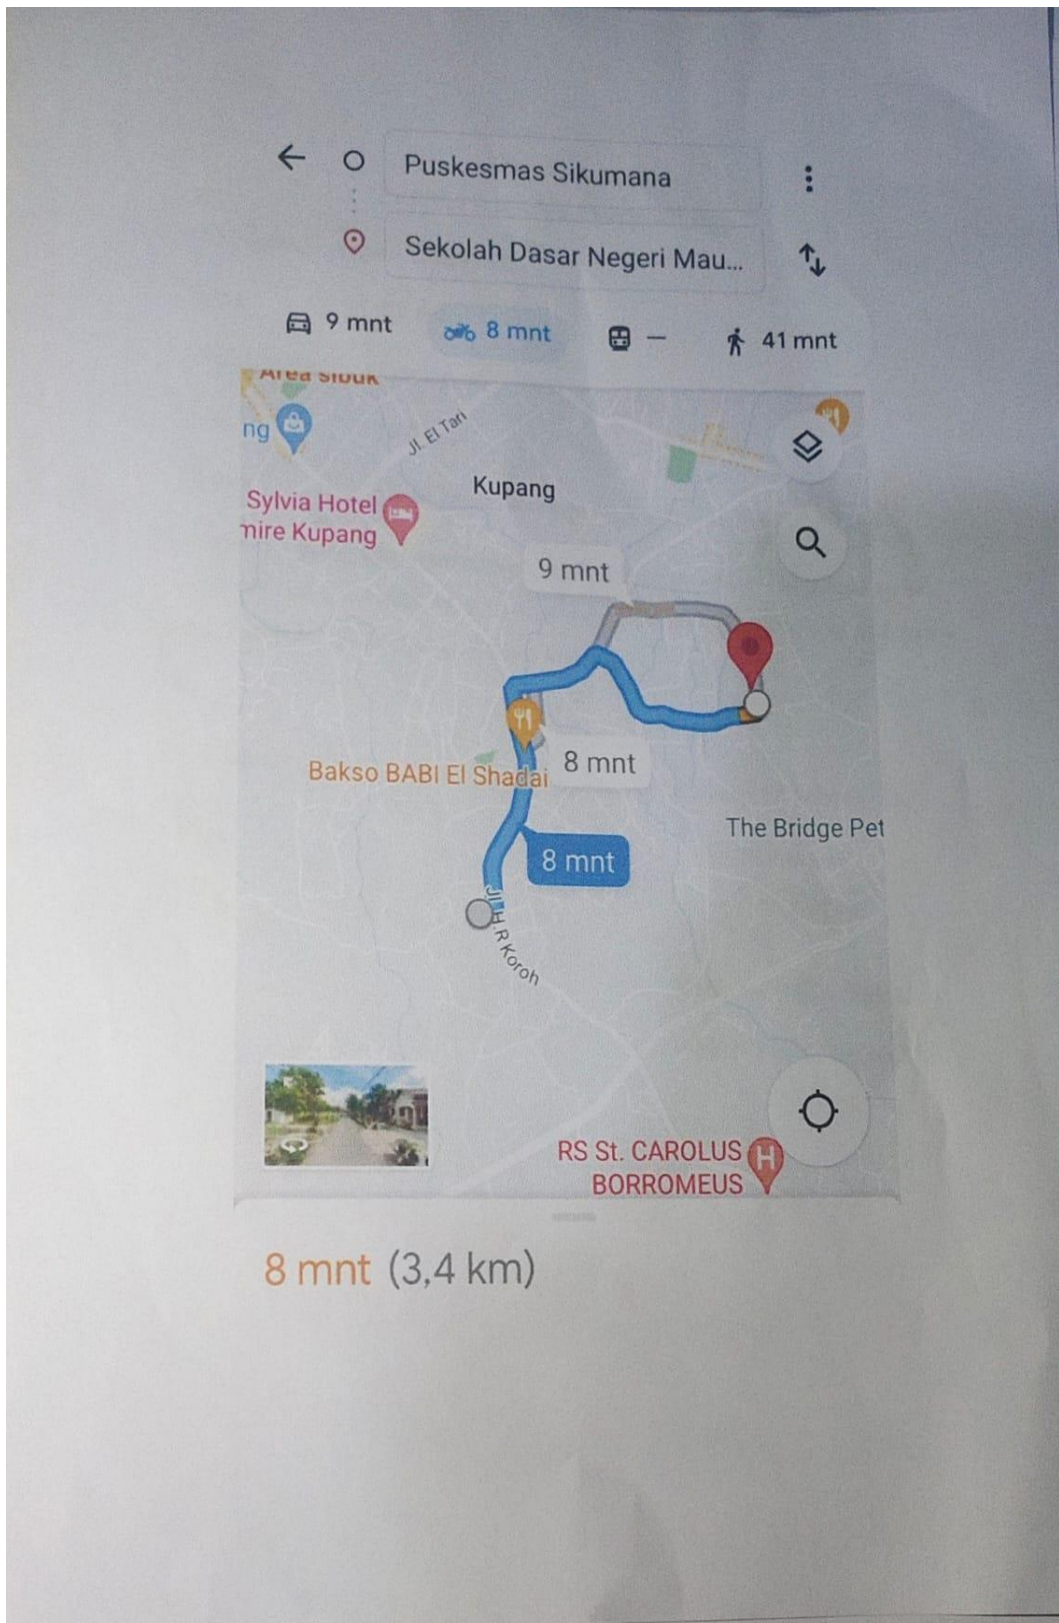 Puskesmas Sikumana
Sekolah Dasar Negeri Mau...
9 mnt
8 mnt
—
41 mnt
Area Sibuk
ng
Jl. El Tari
Kupang
Sylvia Hotel
mire Kupang
9 mnt
Bakso BABI El Shadai
8 mnt
The Bridge Pet
8 mnt
Jl. H.R Koroh
RS St. CAROLUS
BORROMEUS
H
8 mnt (3,4 km)